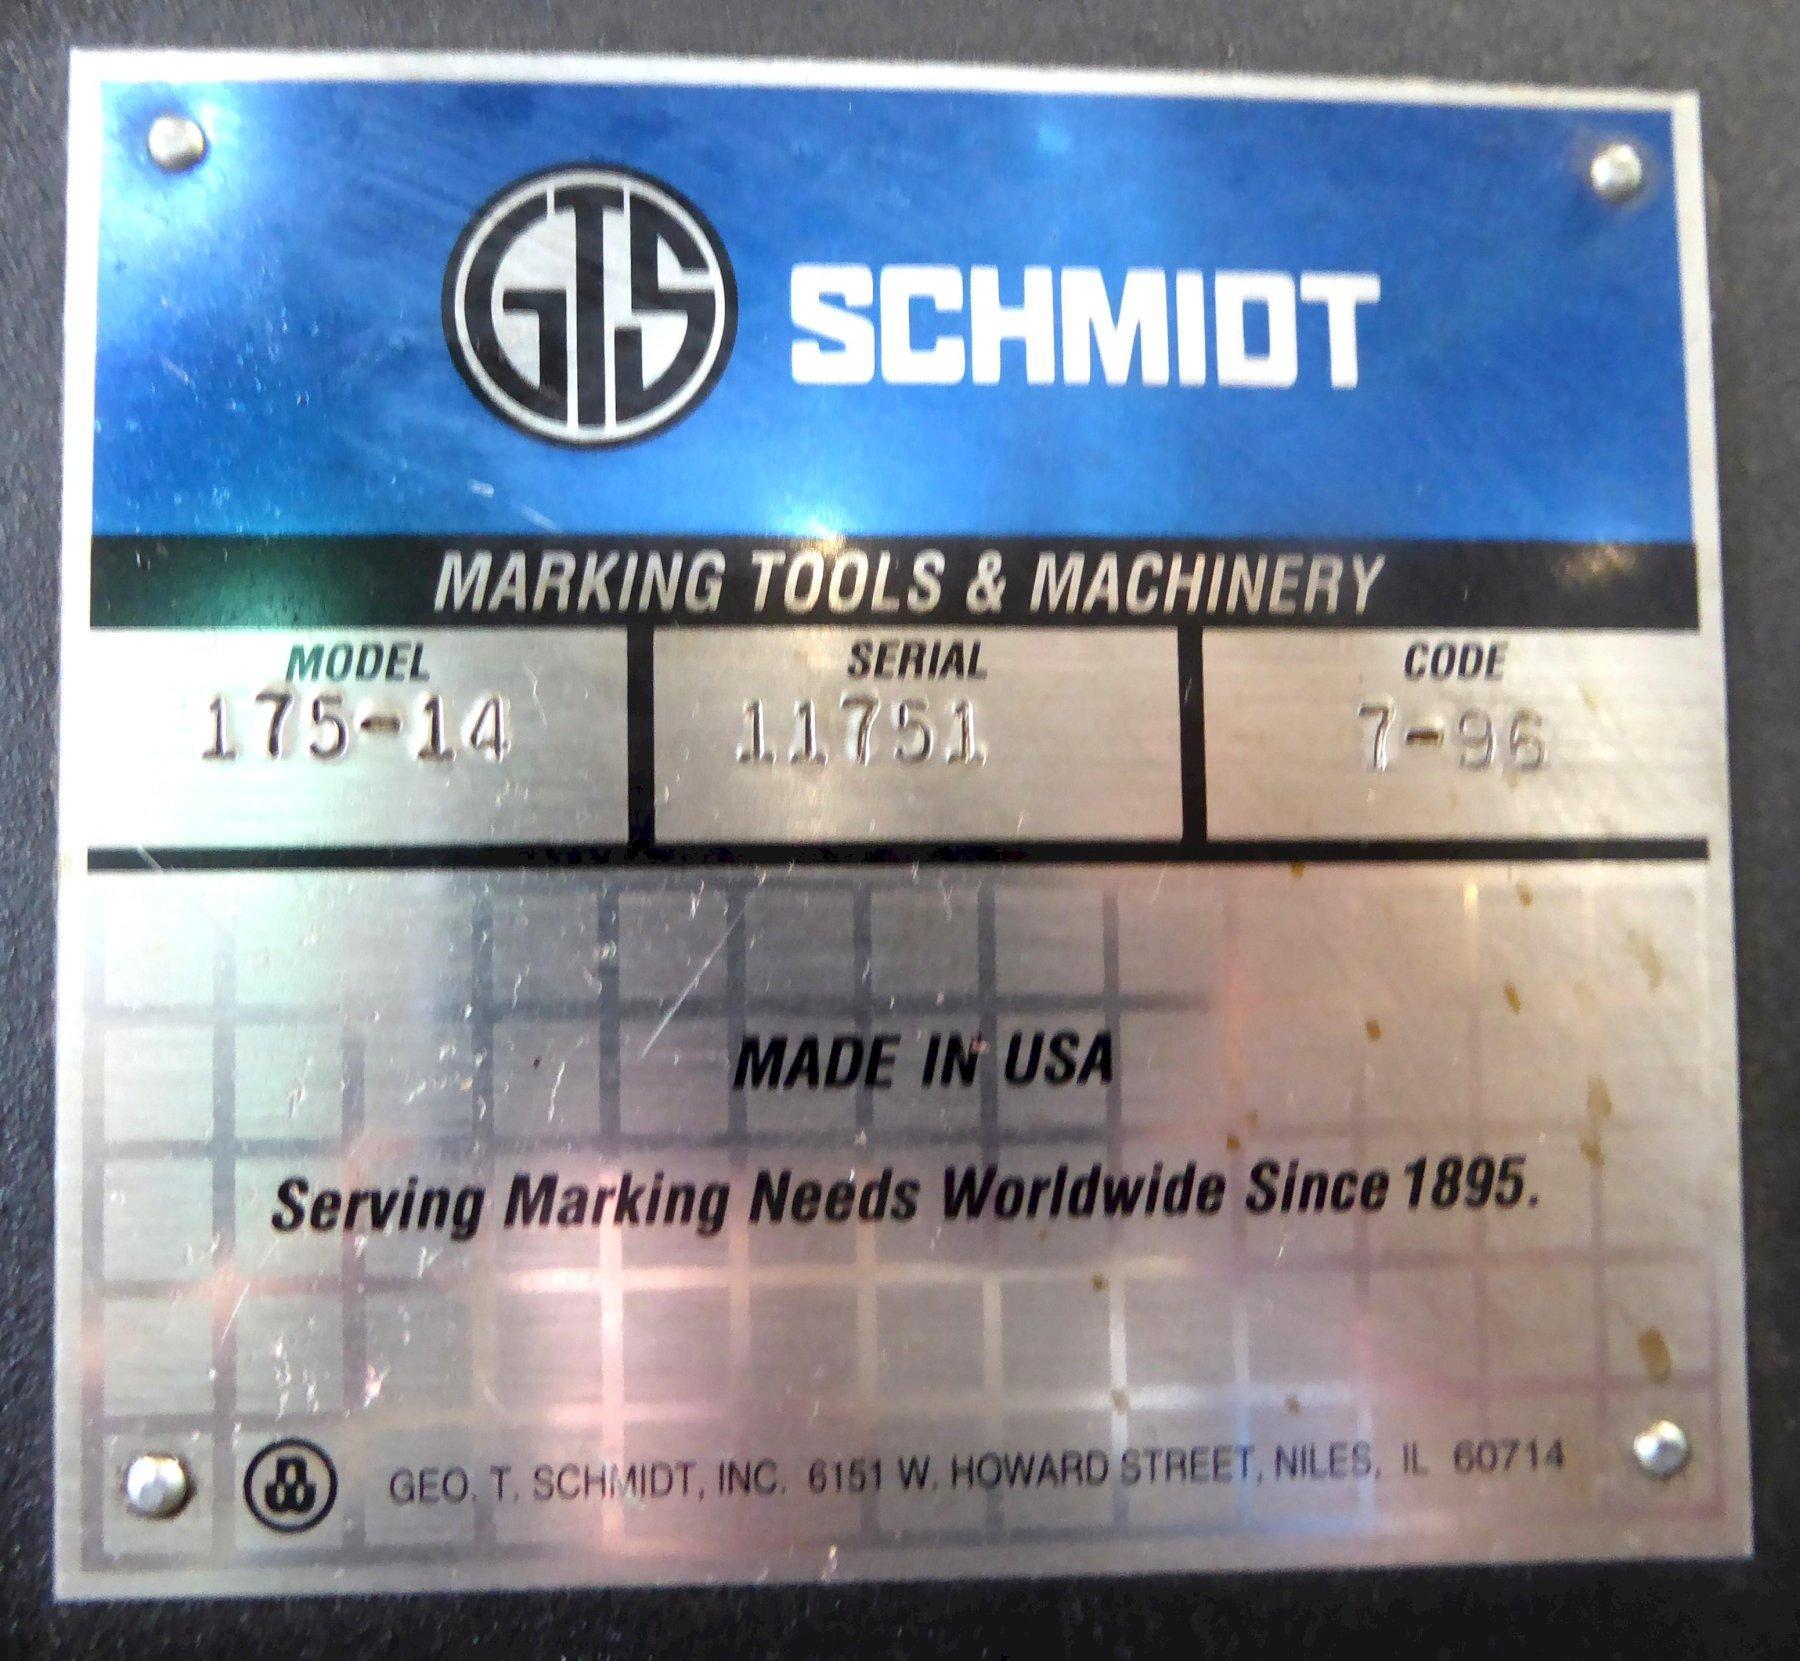 GTS SCHMIDT
MARKING TOOLS & MACHINERY
MODEL SERIAL CODE
175-14 11751 7-96
MADE IN USA
Serving Marking Needs Worldwide Since 1895.
GEO. T. SCHMIDT, INC. 6151 W. HOWARD STREET, NILES, IL 60714